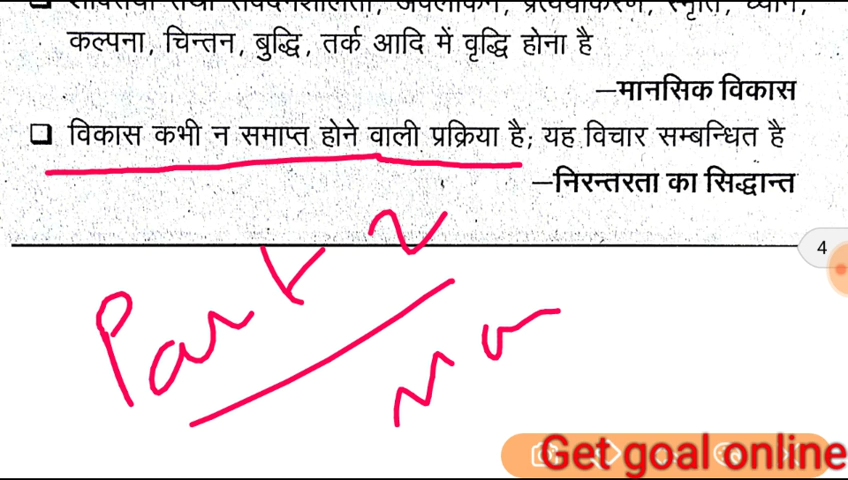 कल्पना, चिन्तन, बुद्धि, तर्क आदि में वृद्धि होना है
—मानसिक विकास
❑ विकास कभी न समाप्त होने वाली प्रक्रिया है; यह विचार सम्बन्धित है
—निरन्तरता का सिद्धान्त
4
Part 2
Get goal online